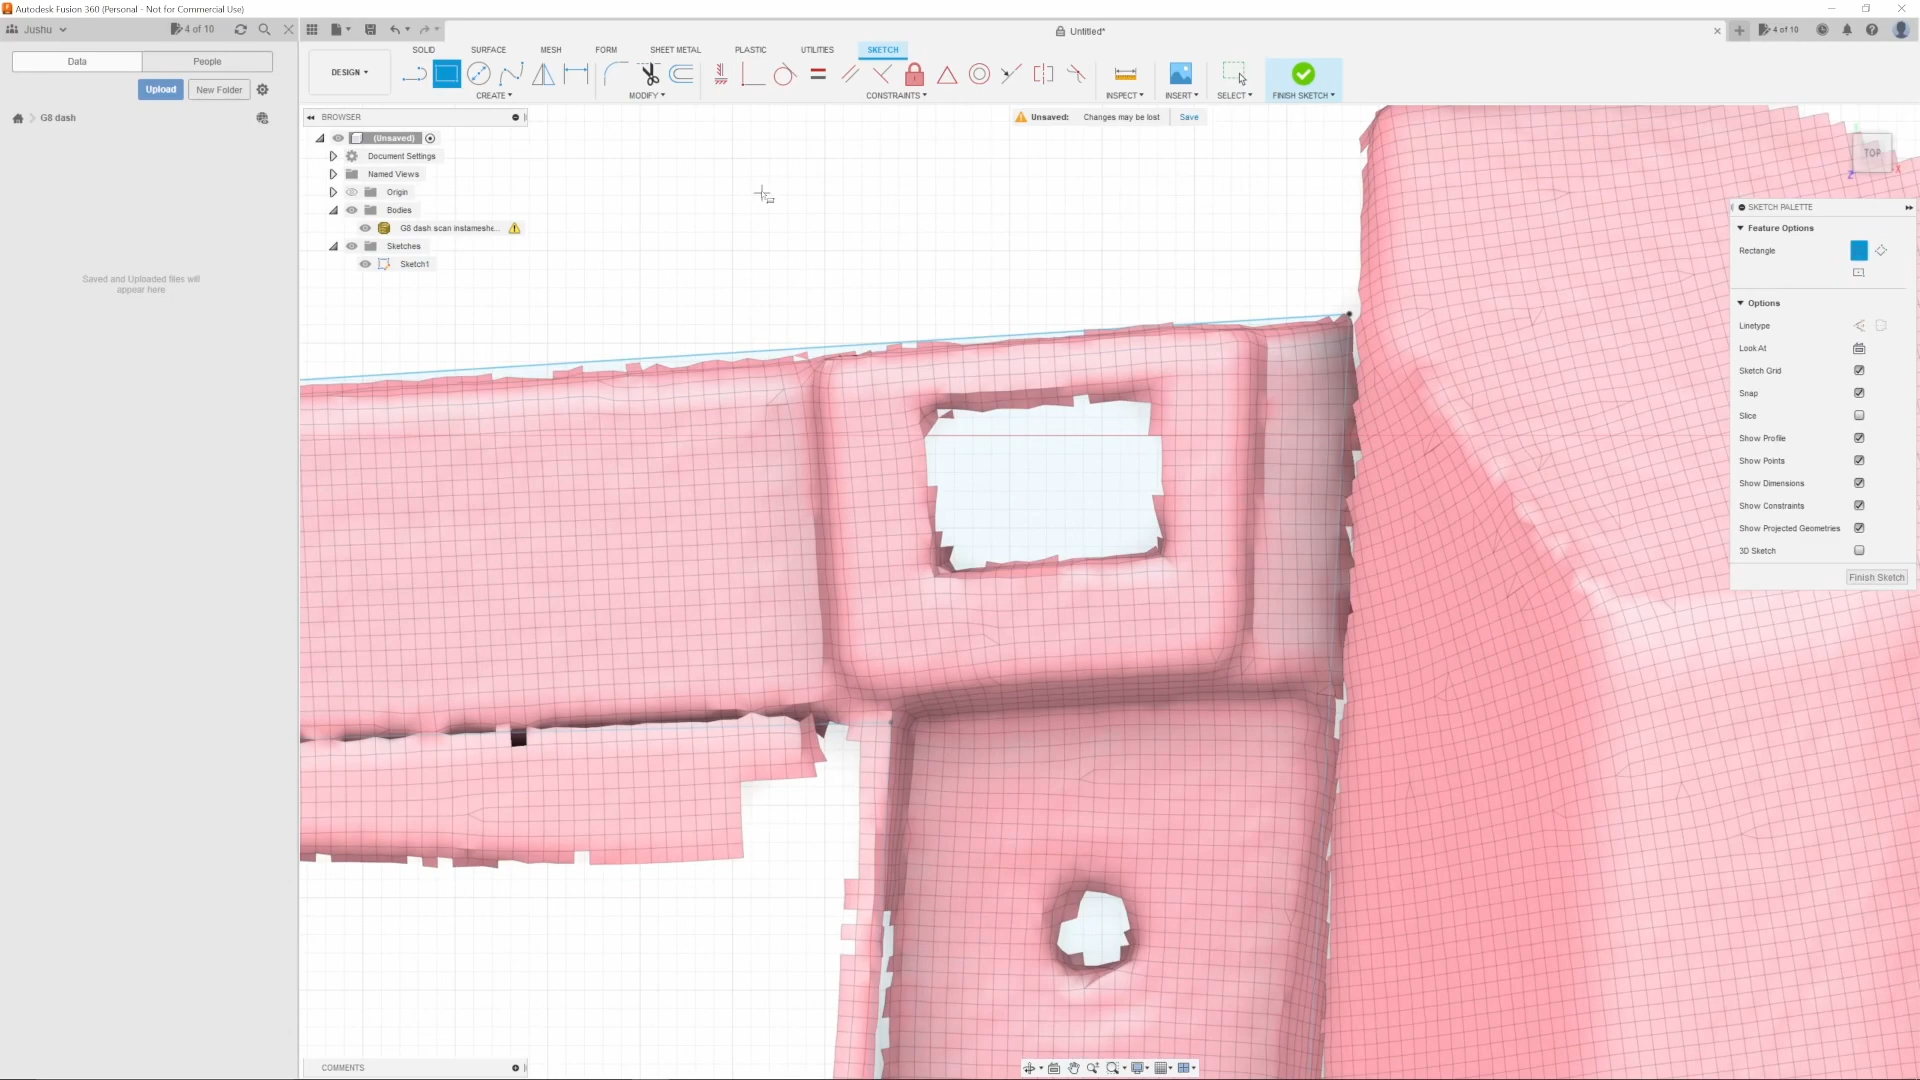 Autodesk Fusion 360 (Personal - Not for Commercial Use)
Jushu
4 of 10
Untitled*
4 of 10
Data
People
SOLID
SURFACE
MESH
FORM
SHEET METAL
PLASTIC
UTILITIES
SKETCH
DESIGN
Upload
New Folder
CREATE
MODIFY
CONSTRAINTS
INSPECT
INSERT
SELECT
FINISH SKETCH
G8 dash
BROWSER
Unsaved:
Changes may be lost
Save
(Unsaved)
Document Settings
Named Views
Origin
Bodies
G8 dash scan instameshe...
Sketches
Sketch1
Saved and Uploaded files will
appear here
TOP
Z
X
SKETCH PALETTE
Feature Options
Rectangle
Options
Linetype
Look At
Sketch Grid
Snap
Slice
Show Profile
Show Points
Show Dimensions
Show Constraints
Show Projected Geometries
3D Sketch
Finish Sketch
COMMENTS